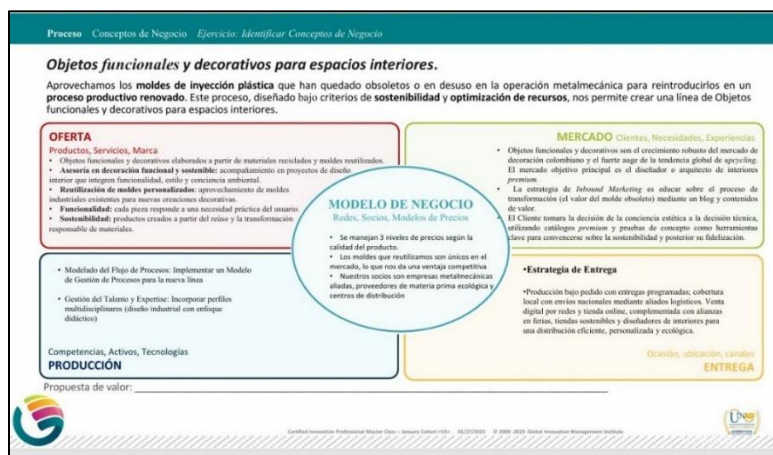 Proceso Conceptos de Negocio Ejercicio: Identificar Conceptos de Negocio
Objetos funcionales y decorativos para espacios interiores.
Aprovechamos los moldes de inyección plástica que han quedado obsoletos o en desuso en la operación metalmecánica para reintroducirlos en un
proceso productivo renovado. Este proceso, diseñado bajo criterios de sostenibilidad y optimización de recursos, nos permite crear una línea de Objetos
funcionales y decorativos para espacios interiores.
OFERTA
Productos, Servicios, Marca
• Objetos funcionales y decorativos elaborados a partir de materiales reciclados y moldes reutilizados.
• Asesoría en decoración funcional y sostenible: acompañamiento en proyectos de diseño
interior que integren funcionalidad, estilo y conciencia ambiental.
• Reutilización de moldes personalizados: aprovechamiento de moldes
industriales existentes para nuevas creaciones decorativas.
• Funcionalidad: cada pieza responde a una necesidad práctica del usuario.
• Sostenibilidad: productos creados a partir del reúso y la transformación
responsable de materiales.
MERCADO Clientes, Necesidades, Experiencias
• Objetos funcionales y decorativos son el crecimiento robusto del mercado de
decoración colombiano y el fuerte auge de la tendencia global de upcycling.
El mercado objetivo principal es el diseñador o arquitecto de interiores
premium.
• La estrategia de Inbound Marketing es educar sobre el proceso de
transformación (el valor del molde obsoleto) mediante un blog y contenidos
de valor.
• El Cliente tomara la decisión de la conciencia estética a la decisión técnica,
utilizando catálogos premium y pruebas de concepto como herramientas
clave para convencerse sobre la sostenibilidad y posterior su fidelización.
MODELO DE NEGOCIO
Redes, Socios, Modelos de Precios
• Se manejan 3 niveles de precios según la
calidad del producto.
• Los moldes que reutilizamos son únicos en el
mercado, lo que nos da una ventaja competitiva
• Nuestros socios son empresas metalmecánicas
aliadas, proveedores de materia prima ecológica y
centros de distribución
• Modelado del Flujo de Procesos: Implementar un Modelo
de Gestión de Procesos para la nueva línea
• Gestión del Talento y Expertise: Incorporar perfiles
multidisciplinares (diseño industrial con enfoque
didáctico)
Competencias, Activos, Tecnologías
PRODUCCIÓN
•Estrategia de Entrega
•Producción bajo pedido con entregas programadas; cobertura
local con envíos nacionales mediante aliados logísticos. Venta
digital por redes y tienda online, complementada con alianzas
en ferias, tiendas sostenibles y diseñadores de interiores para
una distribución eficiente, personalizada y ecológica.
Ocasión, ubicación, canales
ENTREGA
Propuesta de valor:
Certified Innovation Professional Master Class – January Cohort
Global Innovation Management Institute
UNAD